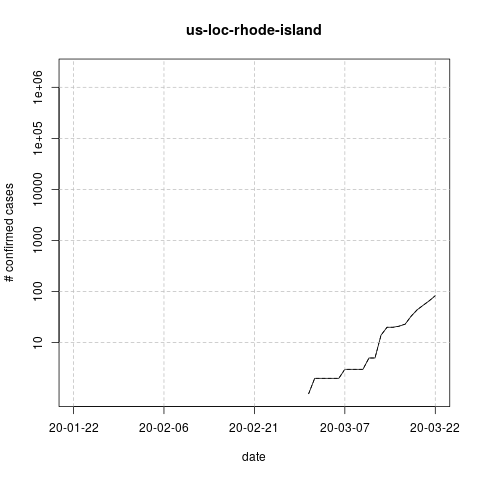 us-loc-rhode-island
# confirmed cases
1e+06
1e+05
10000
1000
100
10
20-01-22
20-02-06
20-02-21
20-03-07
20-03-22
date